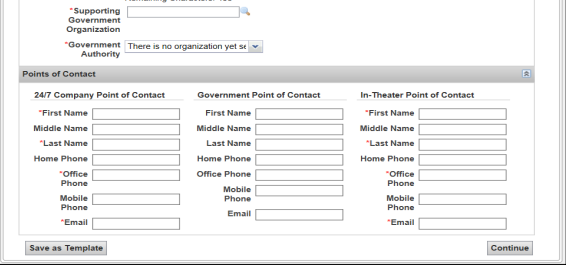 *Supporting
Government
Organization
*Government
Authority
There is no organization yet se
Points of Contact
24/7 Company Point of Contact
Government Point of Contact
In-Theater Point of Contact
*First Name
First Name
*First Name
Middle Name
Middle Name
Middle Name
*Last Name
Last Name
*Last Name
Home Phone
Home Phone
Home Phone
*Office
Phone
Office Phone
*Office
Phone
Mobile
Phone
Mobile
Phone
Mobile
Phone
*Email
Email
*Email
Save as Template
Continue